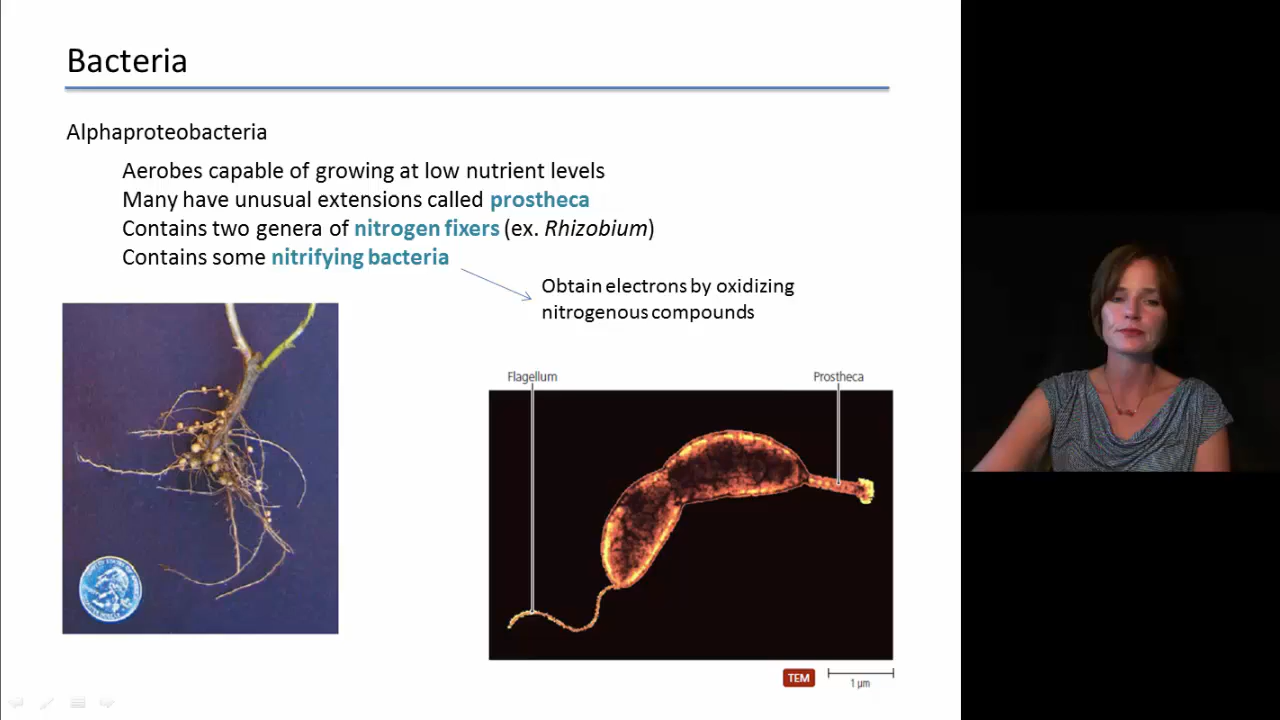 Bacteria
Alphaproteobacteria
Aerobes capable of growing at low nutrient levels
Many have unusual extensions called prostheca
Contains two genera of nitrogen fixers (ex. Rhizobium)
Contains some nitrifying bacteria
Obtain electrons by oxidizing
nitrogenous compounds
Flagellum
Prostheca
TEM
1 µm